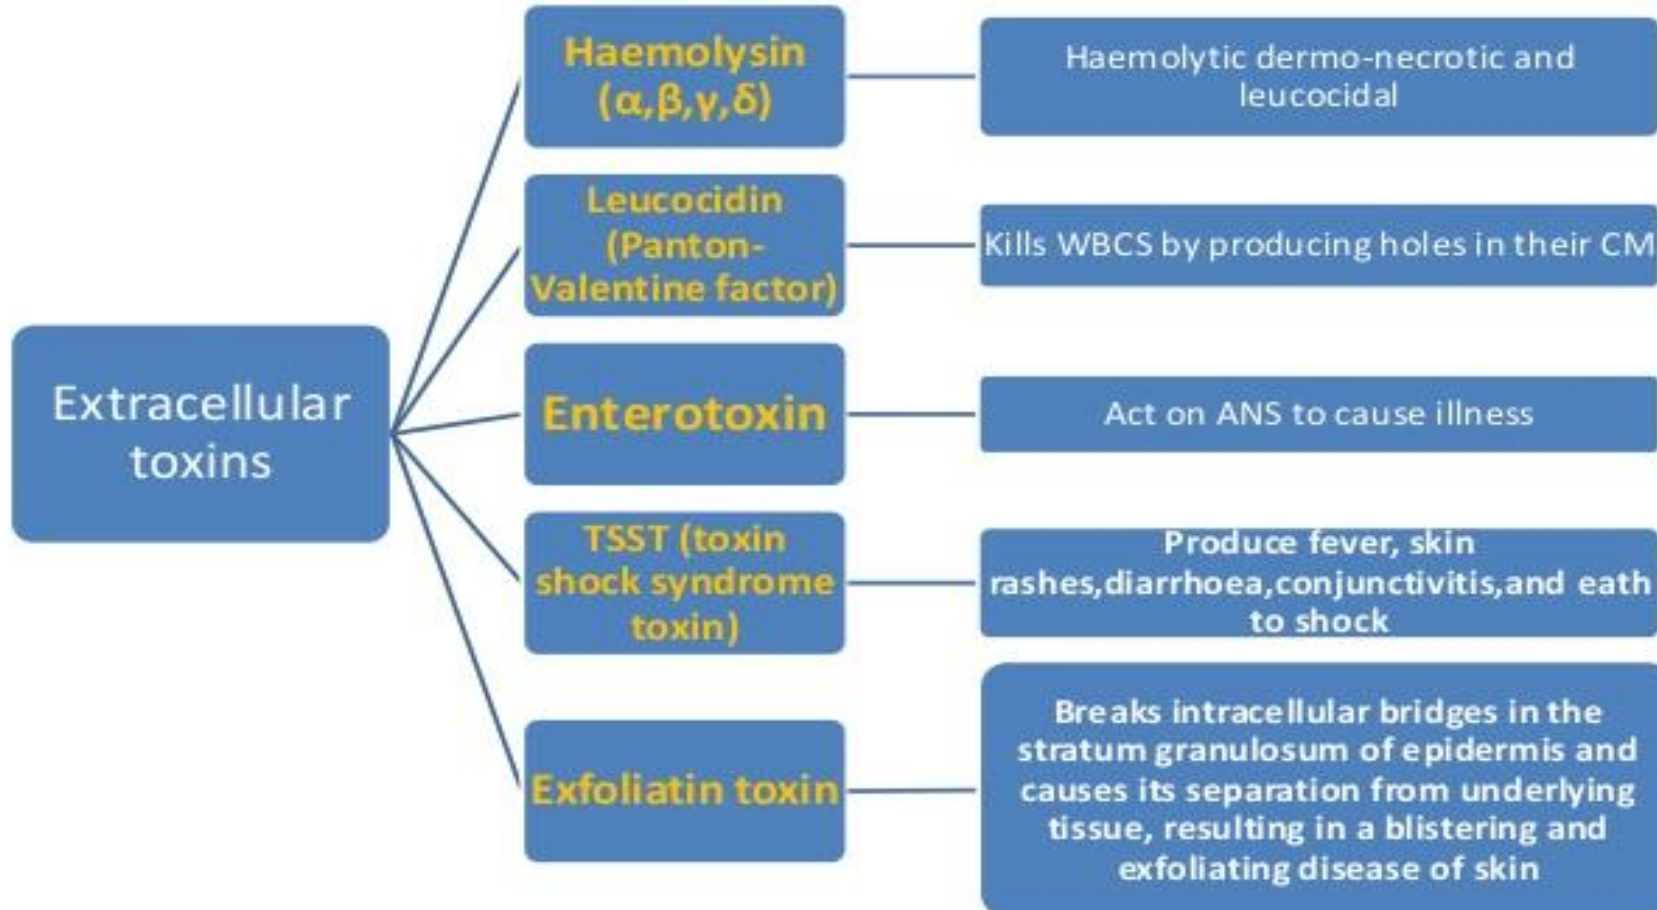 Extracellular
toxins
Haemolysin
(α,β,γ,δ)
Haemolytic dermo-necrotic and
leucocidal
Leucocidin
(Panton-
Valentine factor)
Kills WBCS by producing holes in their CM
Enterotoxin
Act on ANS to cause illness
TSST (toxin
shock syndrome
toxin)
Produce fever, skin
rashes,diarrhoea,conjunctivitis,and eath
to shock
Exfoliatin toxin
Breaks intracellular bridges in the
stratum granulosum of epidermis and
causes its separation from underlying
tissue, resulting in a blistering and
exfoliating disease of skin